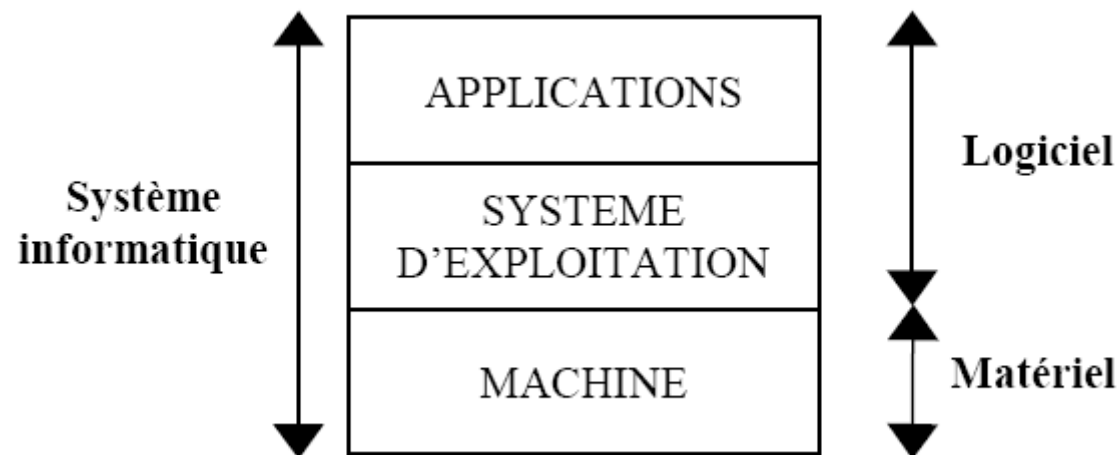 APPLICATIONS
Logiciel
Système
informatique
SYSTEME
D'EXPLOITATION
MACHINE
Matériel